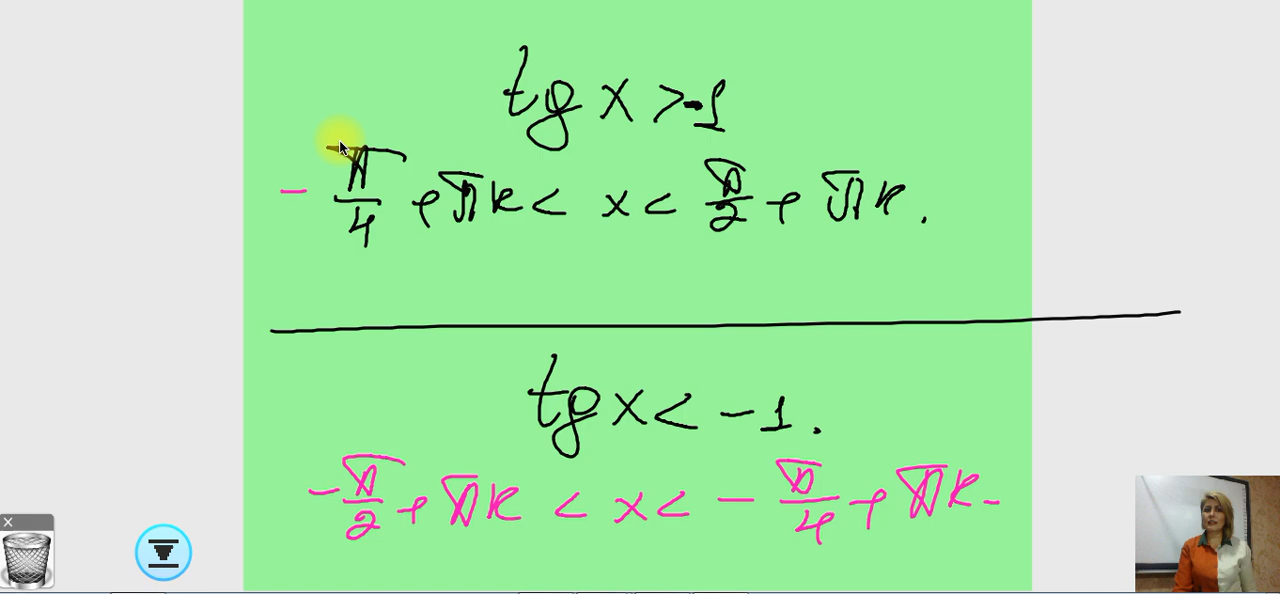 tg x > -1
- π/4 + πk < x < π/2 + πk.
tg x < -1.
- π/2 + πk < x < - π/4 + πk -